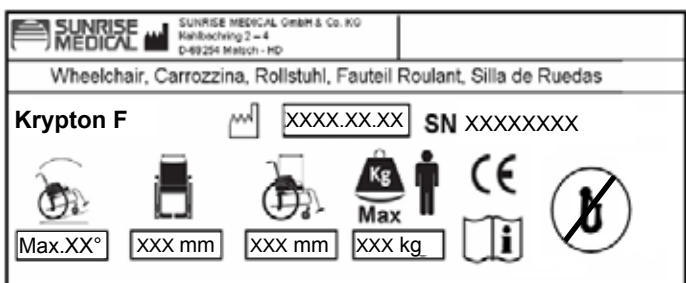 SUNRISE MEDICAL
SUNRISE MEDICAL GmbH & Co. KG
Kahlbachring 2 – 4
D-69254 Malsch - HD
Wheelchair, Carrozzina, Rollstuhl, Fauteil Roulant, Silla de Ruedas
Krypton F XXXX.XX.XX SN XXXXXXXX
Kg
Max
CE
i
Max.XX° XXX mm XXX mm XXX kg